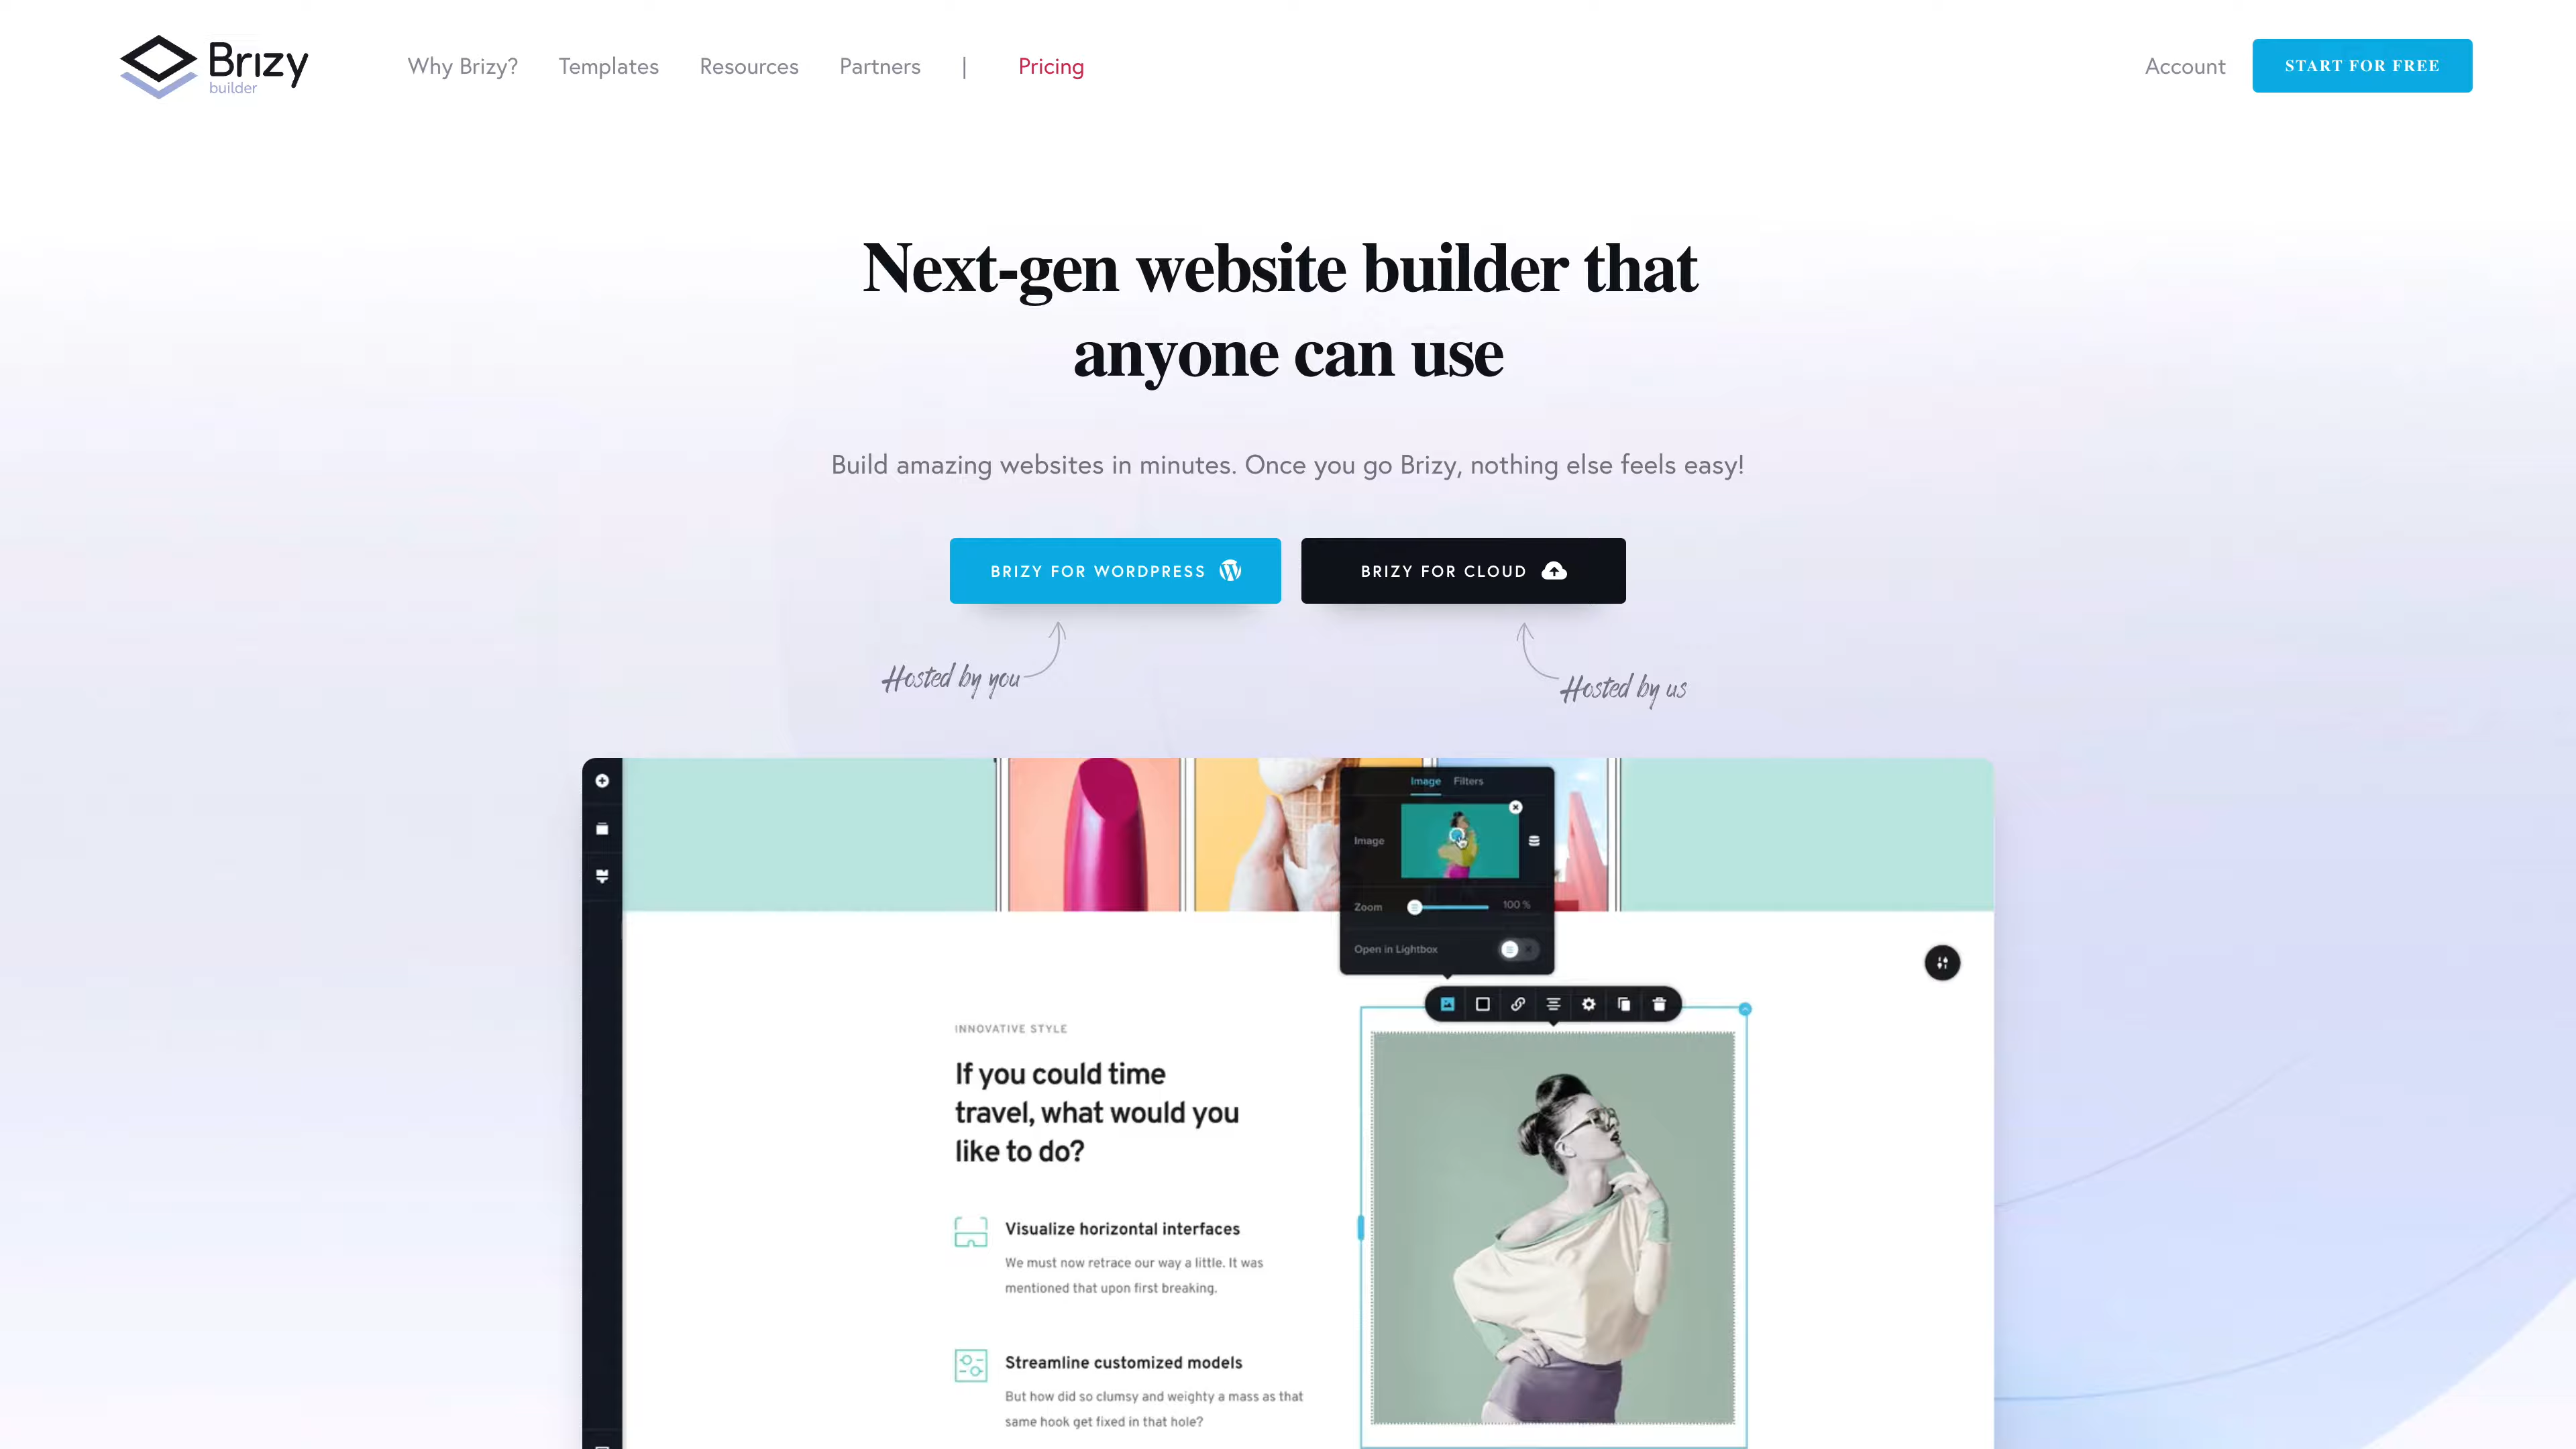 Brizy
builder
Why Brizy?
Templates
Resources
Partners
|
Pricing
Account
START FOR FREE
Next-gen website builder that
anyone can use
Build amazing websites in minutes. Once you go Brizy, nothing else feels easy!
BRIZY FOR WORDPRESS
BRIZY FOR CLOUD
Hosted by you
Hosted by us
Image
Filters
Image
Zoom
100 %
Open in Lightbox
INNOVATIVE STYLE
If you could time
travel, what would you
like to do?
Visualize horizontal interfaces
We must now retrace our way a little. It was
mentioned that upon first breaking.
Streamline customized models
But how did so clumsy and weighty a mass as that
same hook get fixed in that hole?